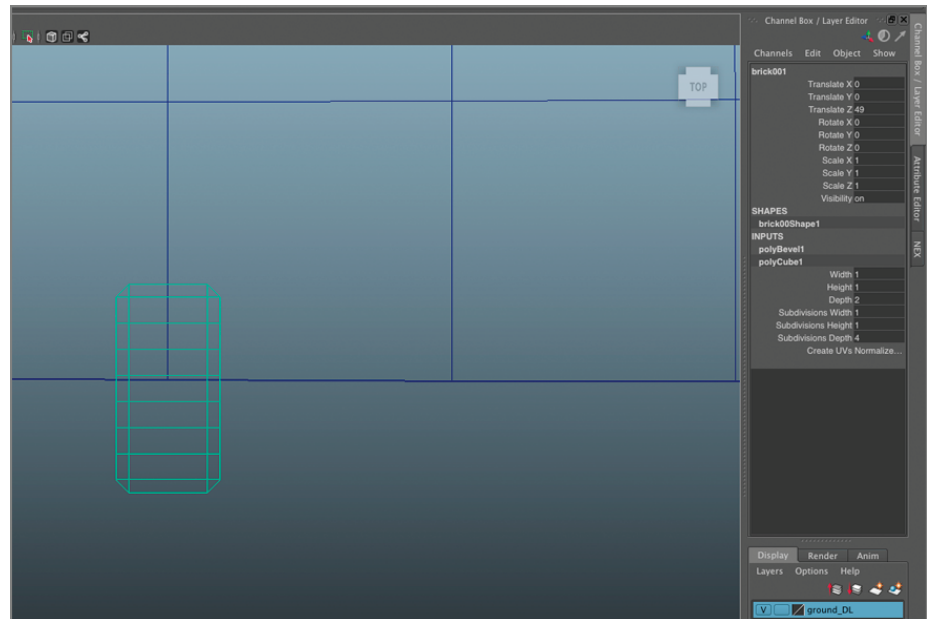 Channel Box / Layer Editor
Channels Edit Object Show
brick001
Translate X 0
Translate Y 0
Translate Z 49
Rotate X 0
Rotate Y 0
Rotate Z 0
Scale X 1
Scale Y 1
Scale Z 1
Visibility on
SHAPES
brick00Shape1
INPUTS
polyBevel1
polyCube1
Width 1
Height 1
Depth 2
Subdivisions Width 1
Subdivisions Height 1
Subdivisions Depth 4
Create UVs Normalize...
Display Render Anim
Layers Options Help
V ground_DL
TOP
Channel Box / Layer Editor
Attribute Editor
NEX